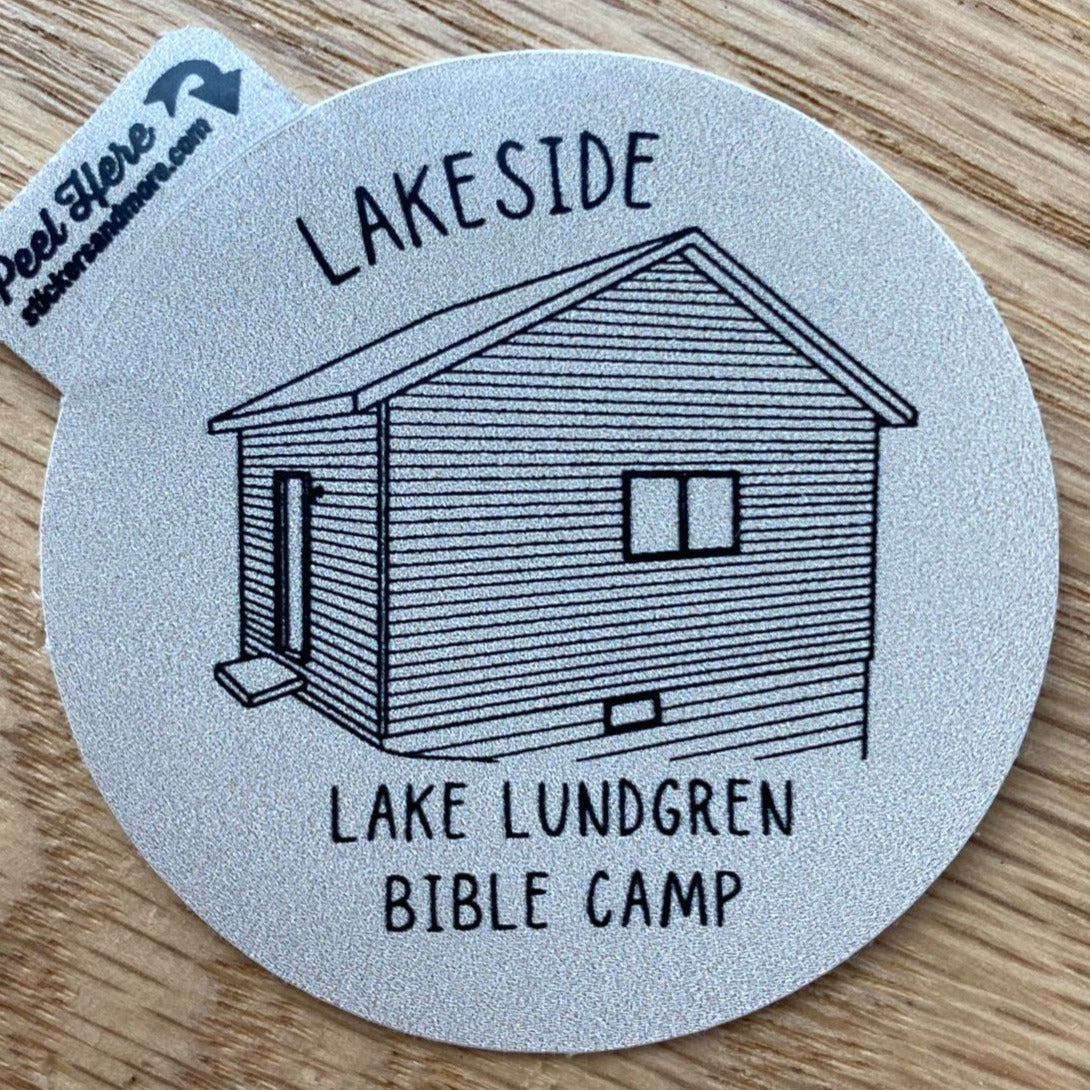 Peel Here
stickersandmore.com
LAKESIDE
LAKE LUNDGREN
BIBLE CAMP